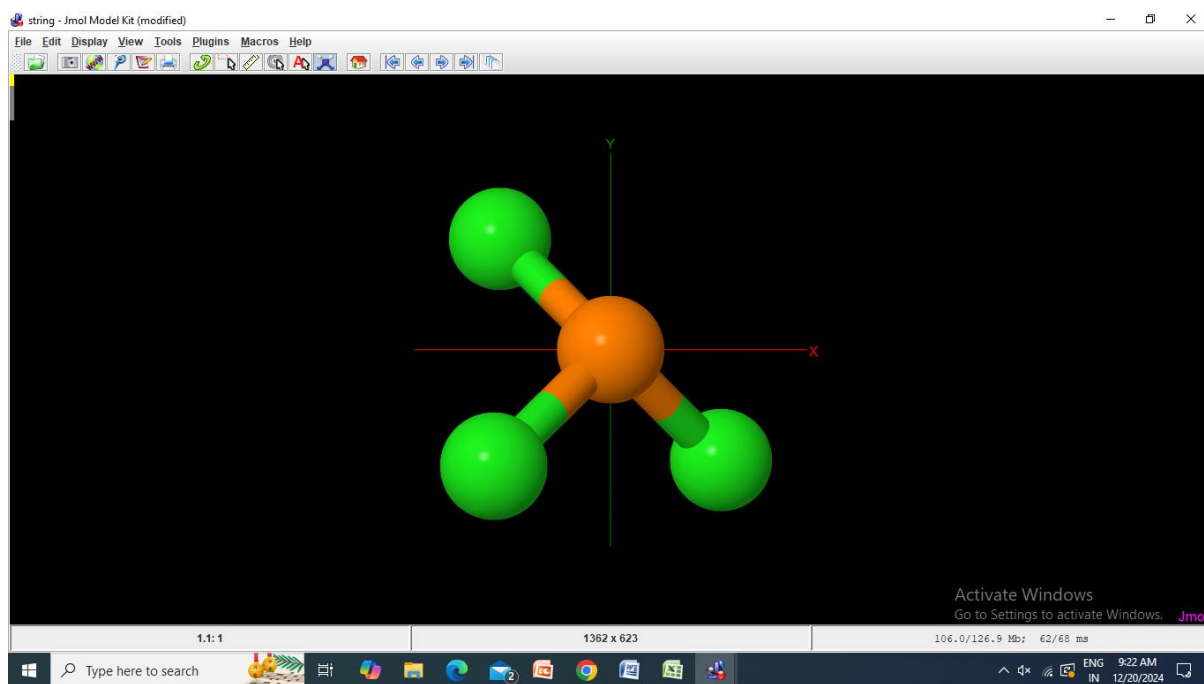 string - Jmol Model Kit (modified)
File Edit Display View Tools Plugins Macros Help
A
Y
X
Activate Windows
Go to Settings to activate Windows. Jmo
1.1:1 1362 x 623 106.0/126.9 Mb; 62/68 ms
Type here to search 2 ENG 9:22 AM
IN 12/20/2024